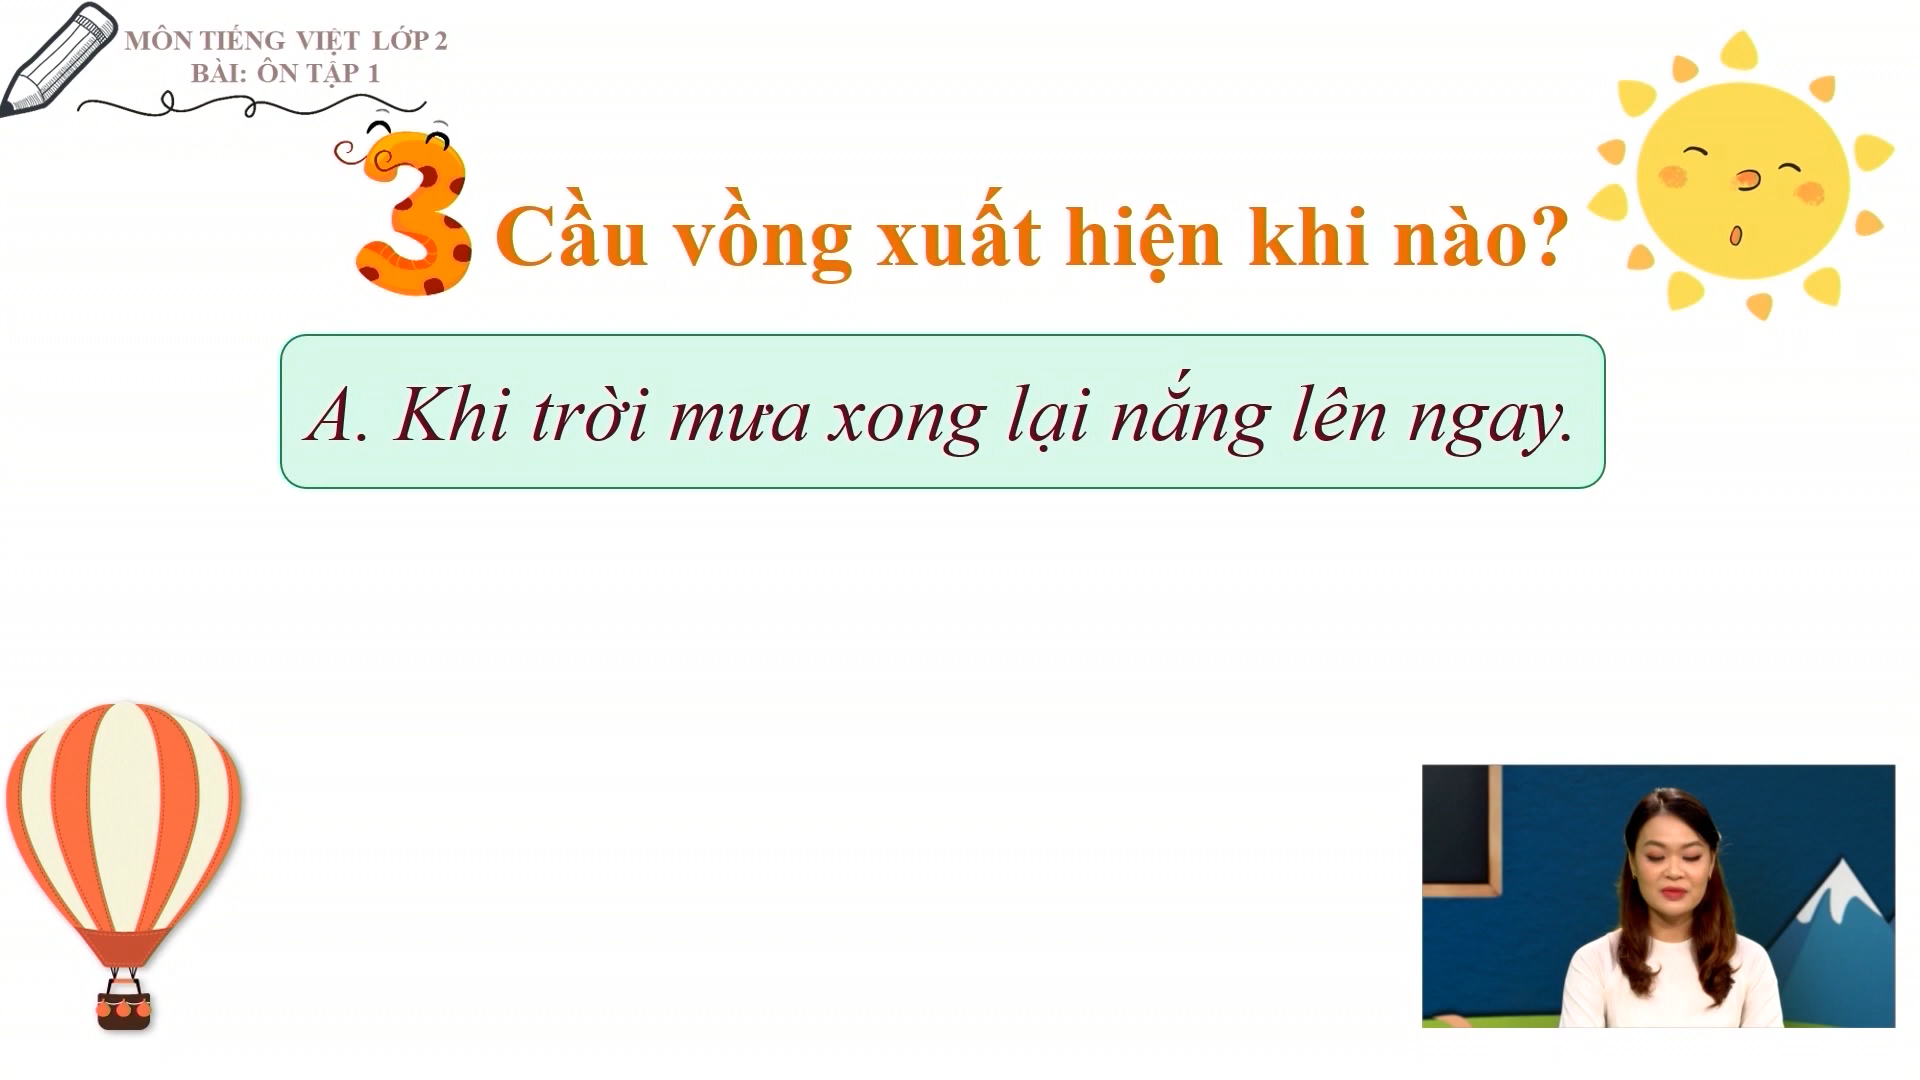 MÔN TIẾNG VIỆT LỚP 2
BÀI: ÔN TẬP 1
3 Cầu vồng xuất hiện khi nào?
A. Khi trời mưa xong lại nắng lên ngay.